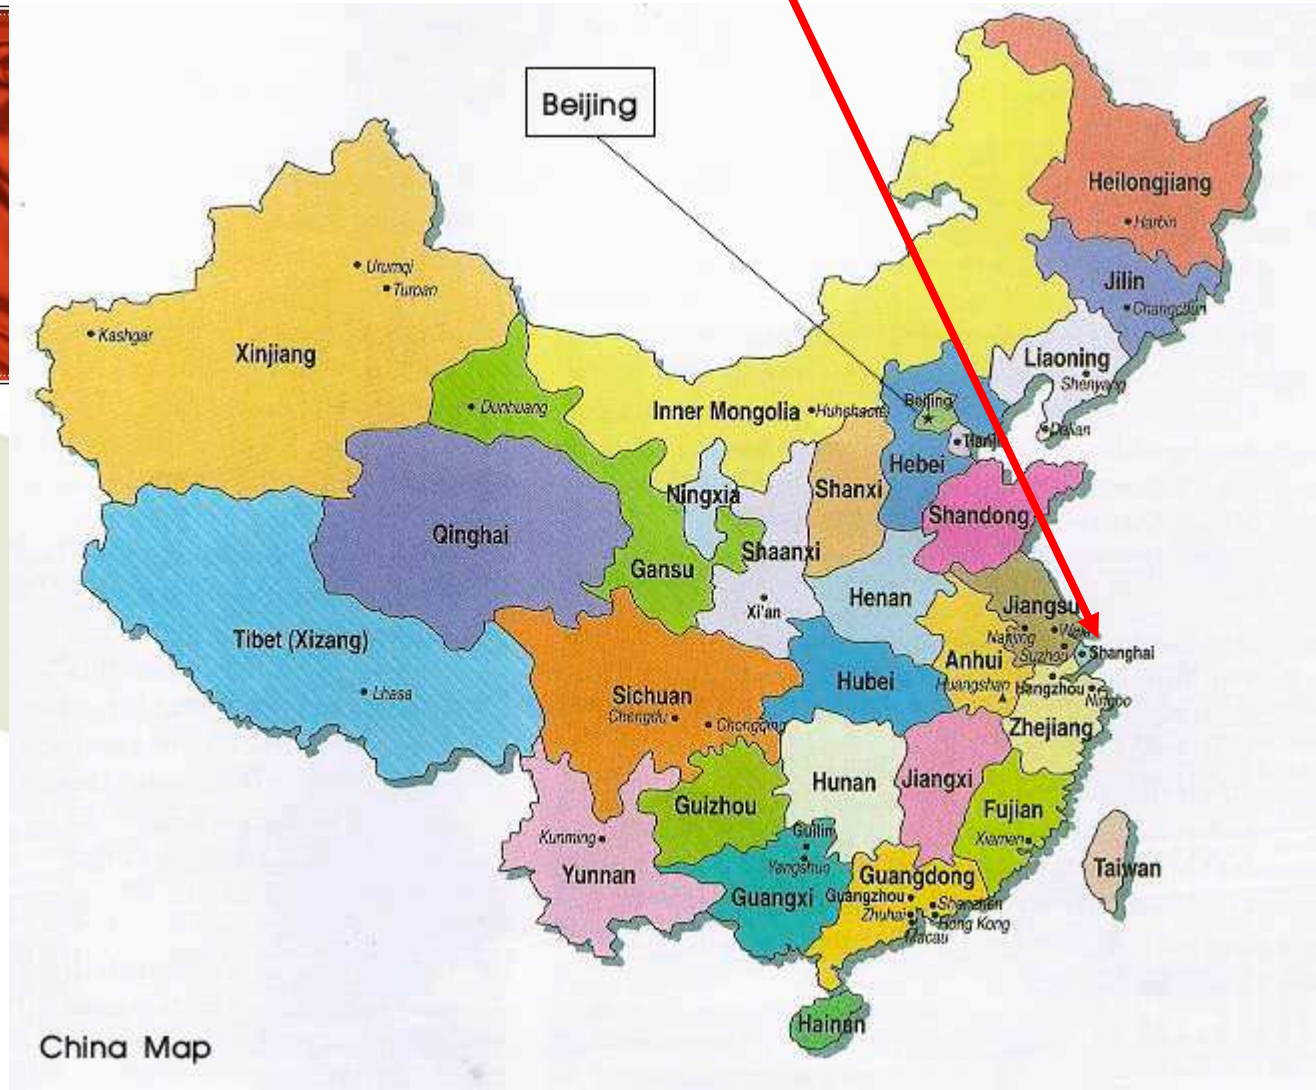 Beijing
Heilongjiang
Harbin
Urumqi
Turpan
Jilin
Changchun
Kashgar
Xinjiang
Liaoning
Shenyang
Dunhuang
Inner Mongolia
Beijing
Dalian
Hebei
Ningxia
Shanxi
Shandong
Qinghai
Shaanxi
Gansu
Henan
Jiangsu
Xi'an
Nanjing
Tibet (Xizang)
Suzhou
Shanghai
Anhui
Hubei
Huangshan
Hangzhou
Lhasa
Sichuan
Ningbo
Chengdu
Chongqing
Zhejiang
Hunan
Jiangxi
Guizhou
Fujian
Guilin
Kunming
Xiamen
Yangshuo
Taiwan
Yunnan
Guangdong
Guangxi
Guangzhou
Shenzhen
Zhuhai
Hong Kong
Macau
Hainan
China Map